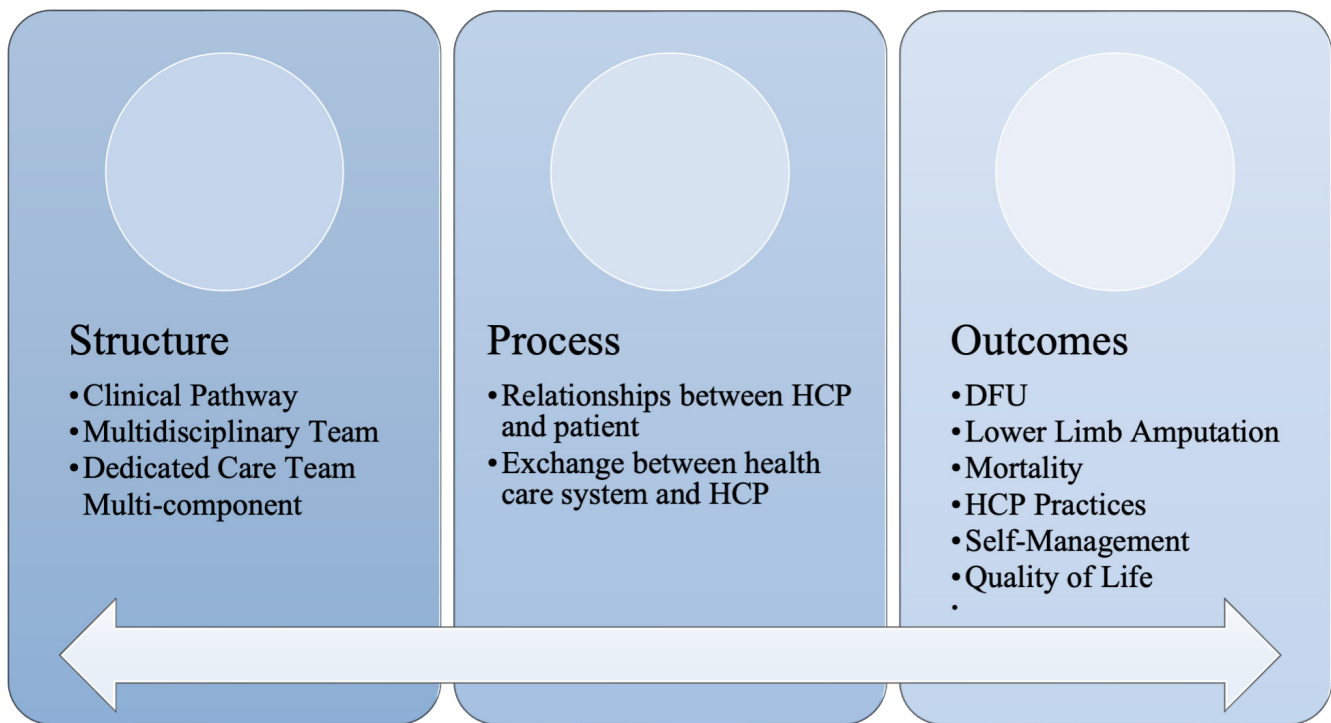 Structure
•Clinical Pathway
•Multidisciplinary Team
•Dedicated Care Team
Multi-component
Process
•Relationships between HCP
and patient
•Exchange between health
care system and HCP
Outcomes
•DFU
•Lower Limb Amputation
•Mortality
•HCP Practices
•Self-Management
•Quality of Life
•